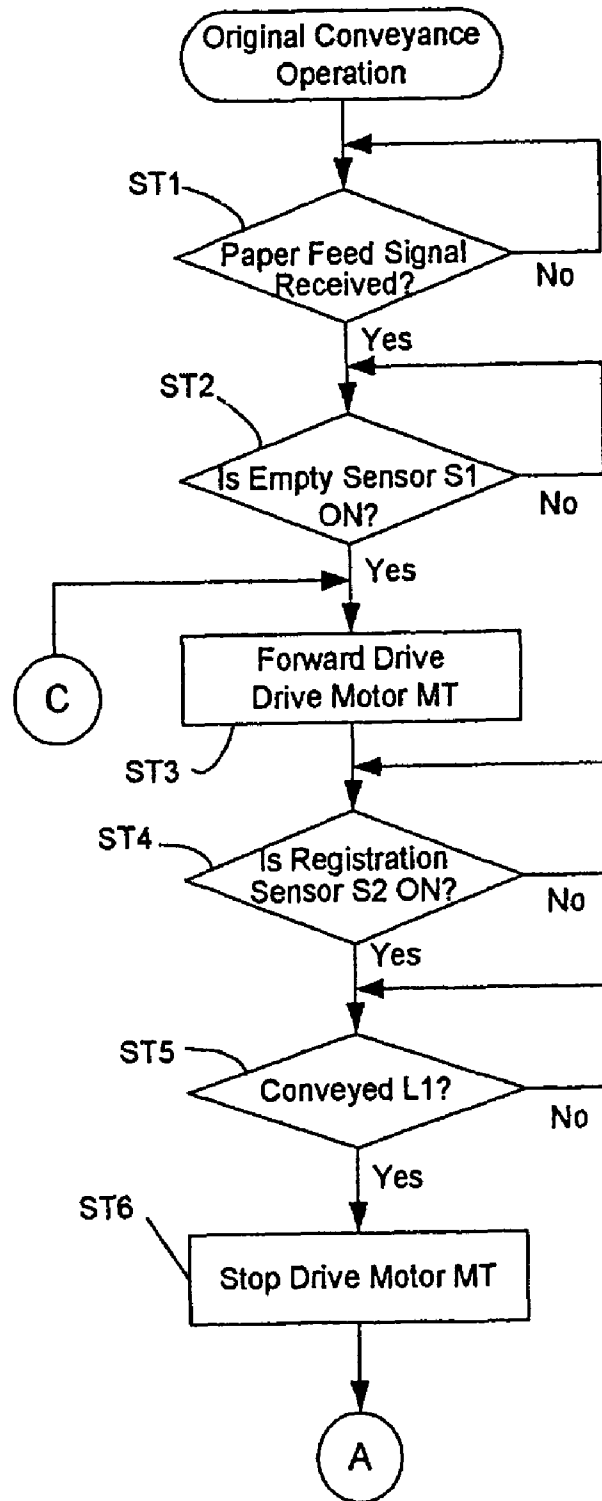 Original Conveyance
Operation
ST1
Paper Feed Signal
Received?
No
Yes
ST2
Is Empty Sensor S1
ON?
No
Yes
C
Forward Drive
Drive Motor MT
ST3
ST4
Is Registration
Sensor S2 ON?
No
Yes
ST5
Conveyed L1?
No
Yes
ST6
Stop Drive Motor MT
A